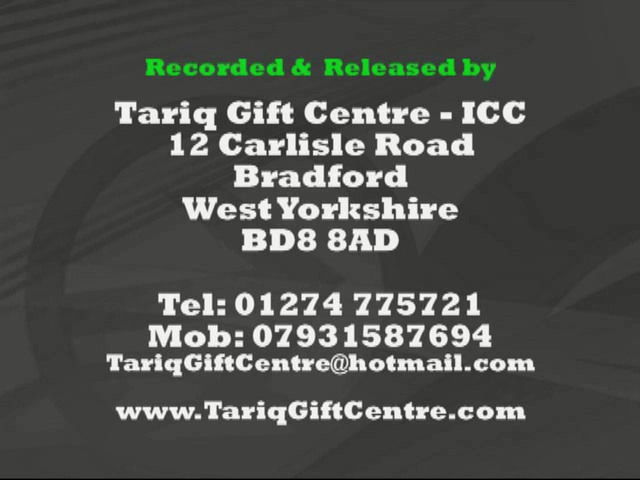 Recorded & Released by
Tariq Gift Centre - ICC
12 Carlisle Road
Bradford
West Yorkshire
BD8 8AD
Tel: 01274 775721
Mob: 07931587694
TariqGiftCentre@hotmail.com
www.TariqGiftCentre.com